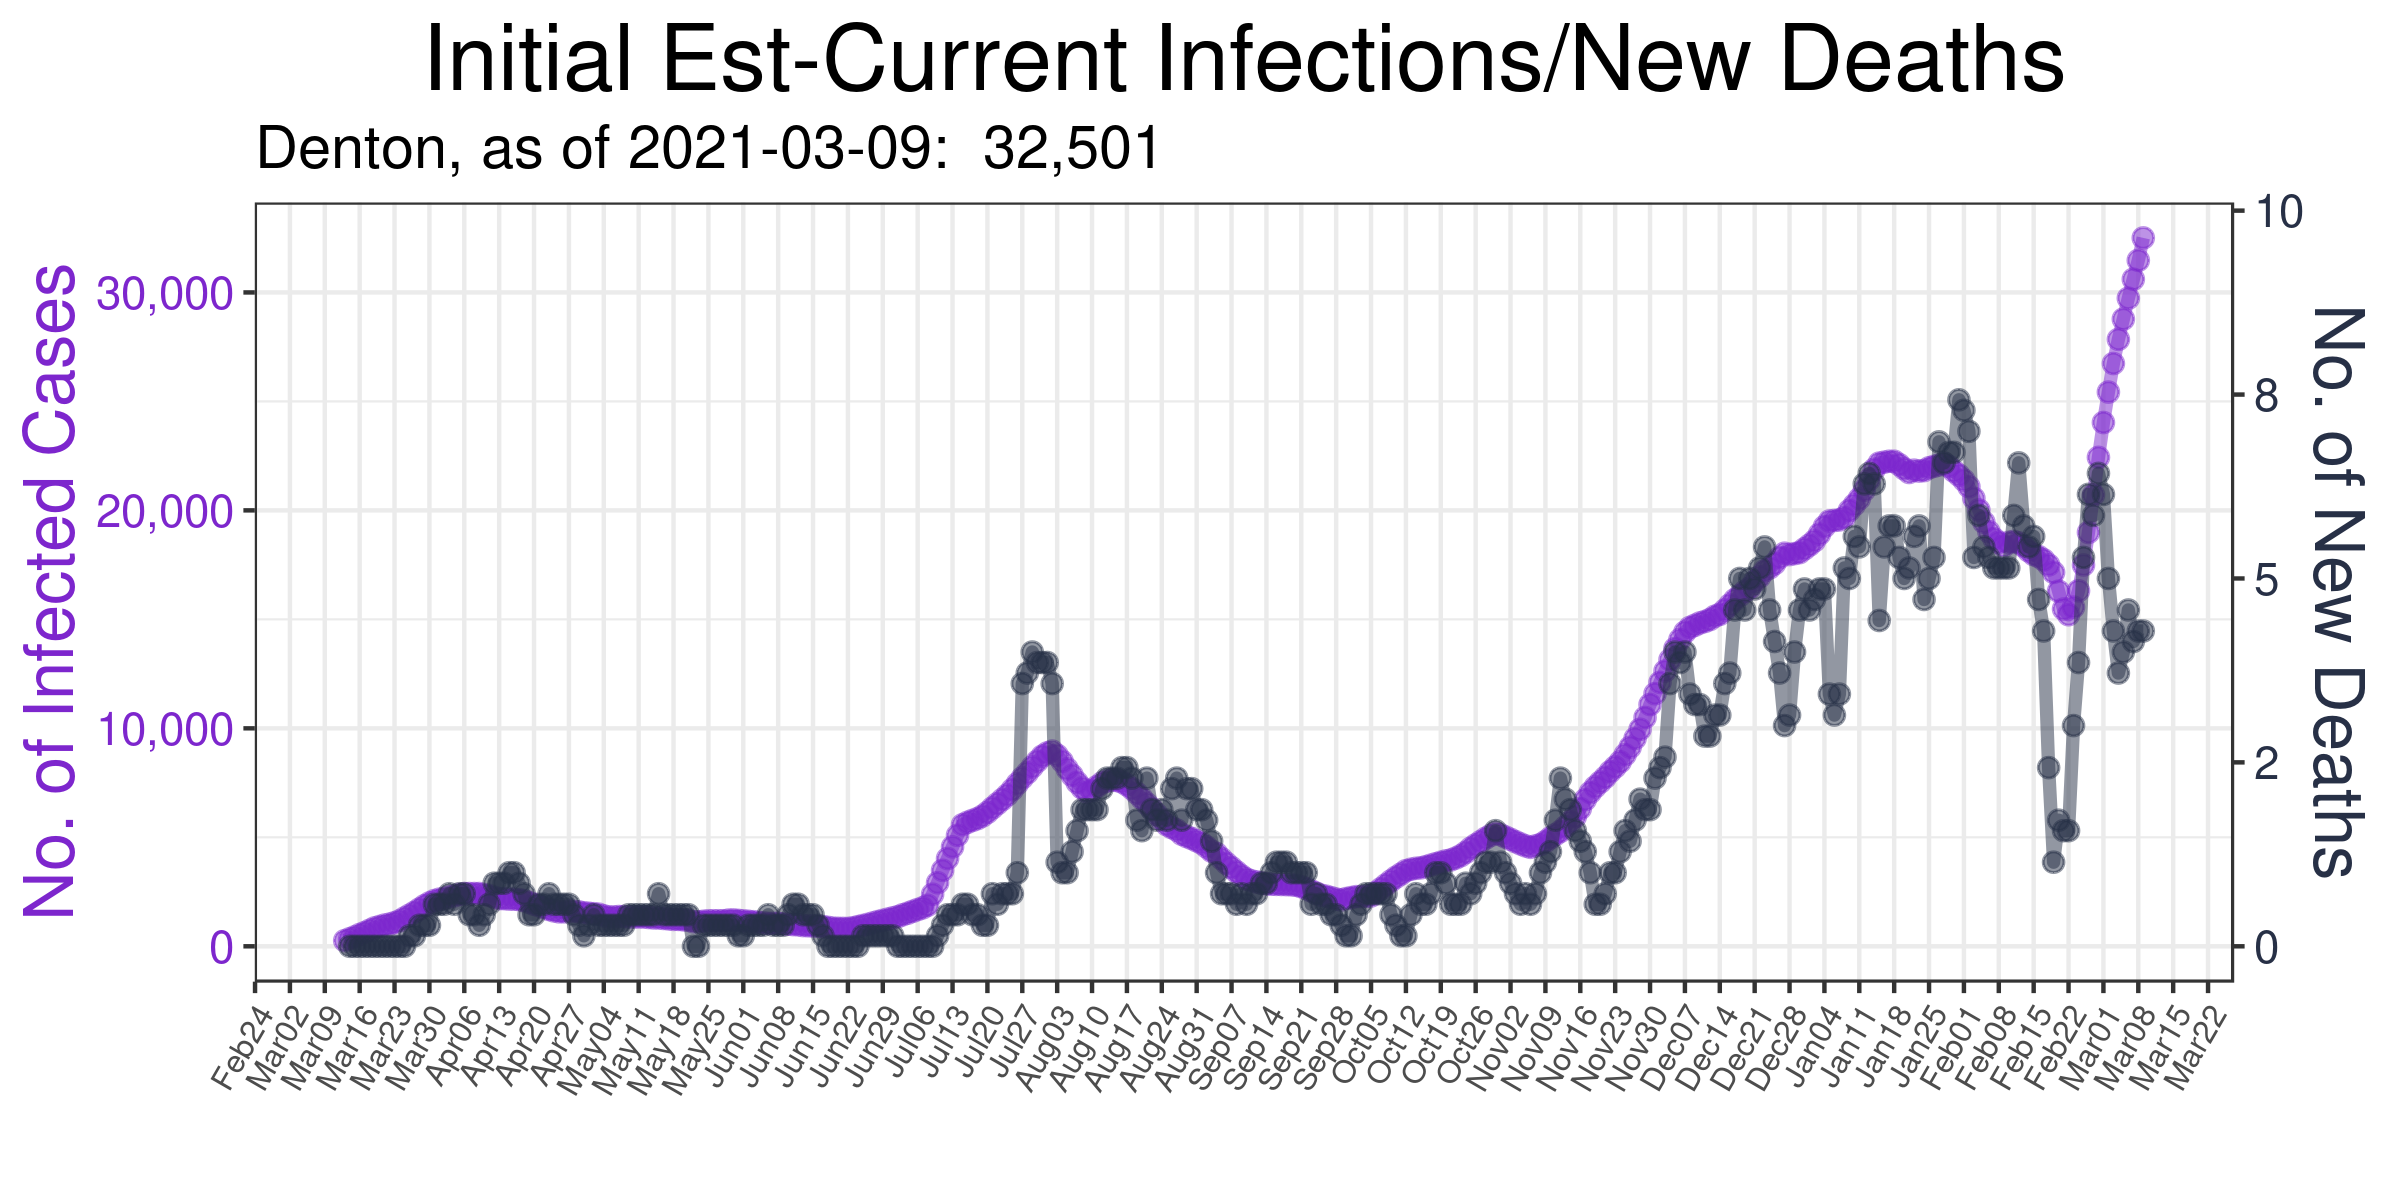 Initial Est-Current Infections/New Deaths
Denton, as of 2021-03-09:  32,501
No. of Infected Cases
30,000
20,000
10,000
0
10
8
5
2
0
No. of New Deaths
Feb24
Mar02
Mar09
Mar16
Mar23
Mar30
Apr06
Apr13
Apr20
Apr27
May04
May11
May18
May25
Jun01
Jun08
Jun15
Jun22
Jun29
Jul06
Jul13
Jul20
Jul27
Aug03
Aug10
Aug17
Aug24
Aug31
Sep07
Sep14
Sep21
Sep28
Oct05
Oct12
Oct19
Oct26
Nov02
Nov09
Nov16
Nov23
Nov30
Dec07
Dec14
Dec21
Dec28
Jan04
Jan11
Jan18
Jan25
Feb01
Feb08
Feb15
Feb22
Mar01
Mar08
Mar15
Mar22